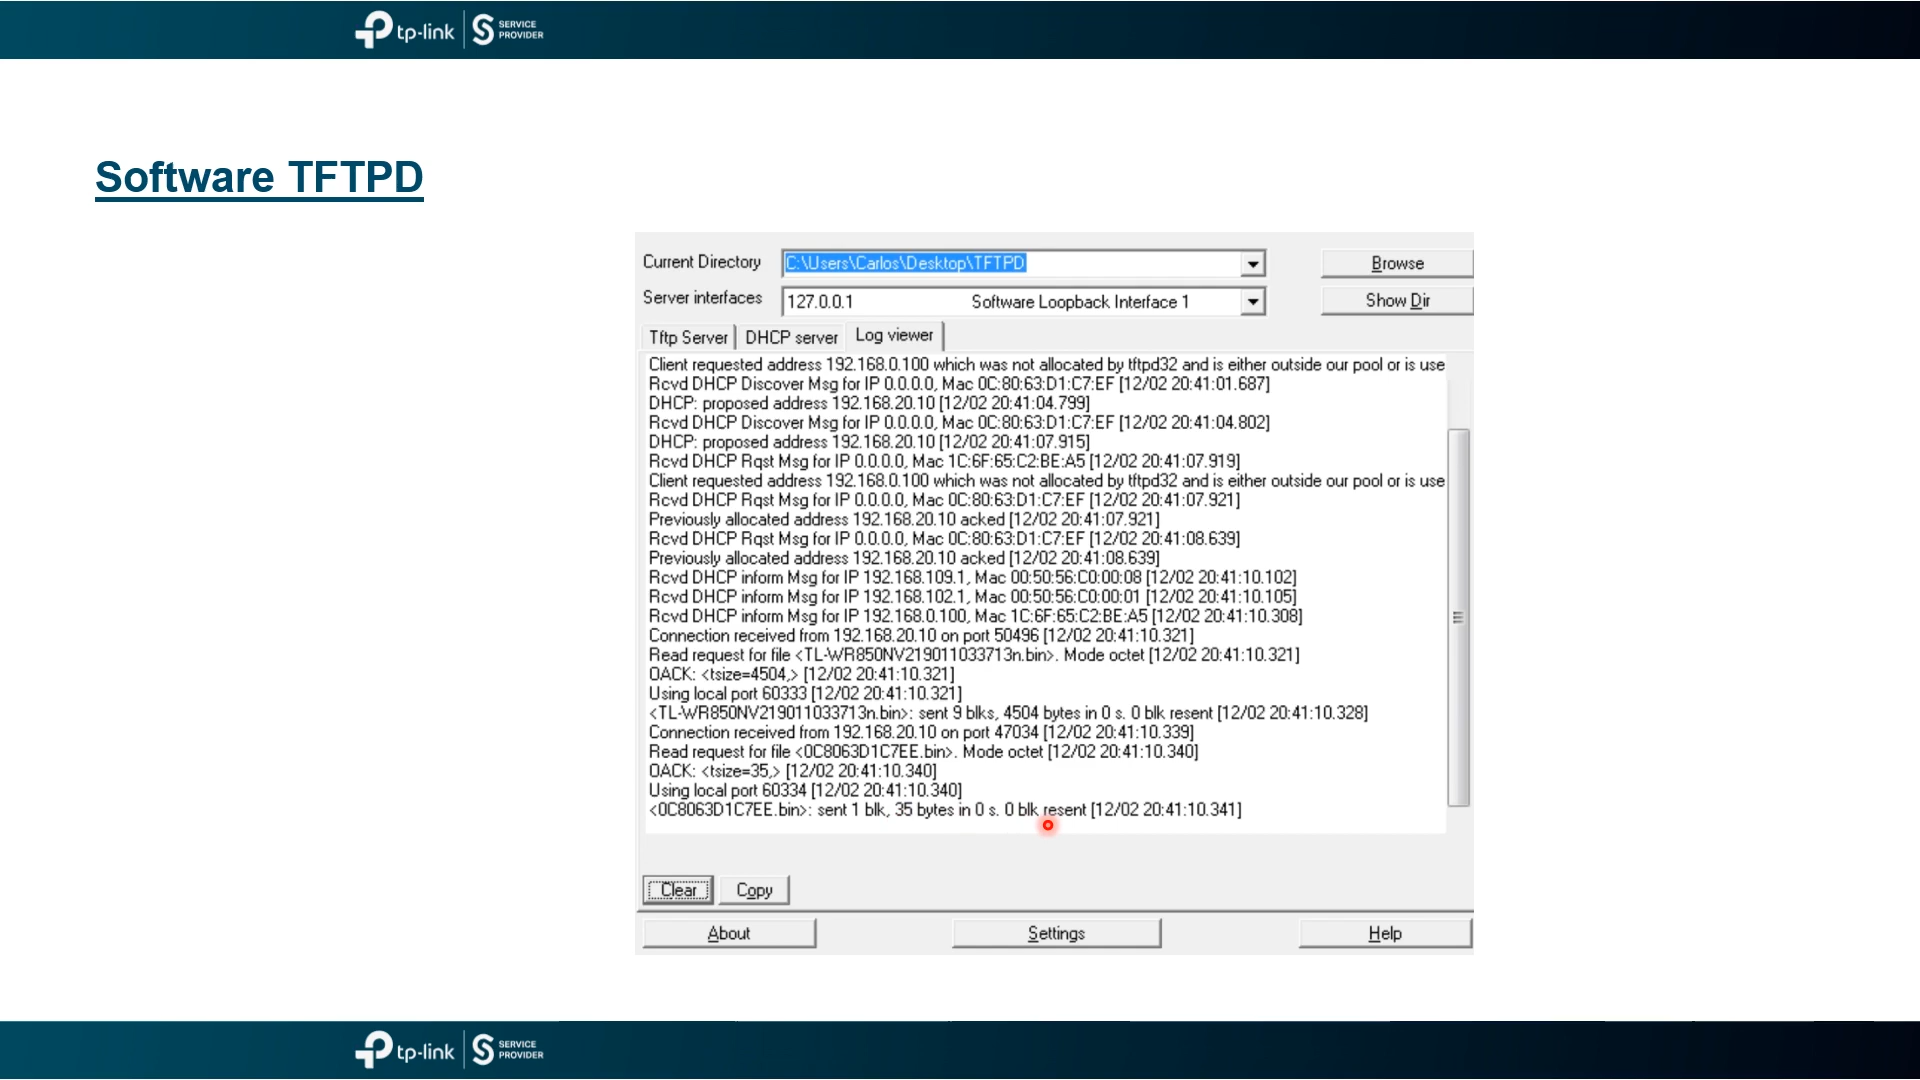 tp-link | SERVICE PROVIDER
Software TFTPD
Current Directory C:\Users\Carlos\Desktop\TFTPD Browse
Server interfaces 127.0.0.1 Software Loopback Interface 1 Show Dir
Tftp Server DHCP server Log viewer
Client requested address 192.168.0.100 which was not allocated by tftpd32 and is either outside our pool or is use
Rcvd DHCP Discover Msg for IP 0.0.0.0, Mac 0C:80:63:D1:C7:EF [12/02 20:41:01.687]
DHCP: proposed address 192.168.20.10 [12/02 20:41:04.799]
Rcvd DHCP Discover Msg for IP 0.0.0.0, Mac 0C:80:63:D1:C7:EF [12/02 20:41:04.802]
DHCP: proposed address 192.168.20.10 [12/02 20:41:07.915]
Rcvd DHCP Rqst Msg for IP 0.0.0.0, Mac 1C:6F:65:C2:BE:A5 [12/02 20:41:07.919]
Client requested address 192.168.0.100 which was not allocated by tftpd32 and is either outside our pool or is use
Rcvd DHCP Rqst Msg for IP 0.0.0.0, Mac 0C:80:63:D1:C7:EF [12/02 20:41:07.921]
Previously allocated address 192.168.20.10 acked [12/02 20:41:07.921]
Rcvd DHCP Rqst Msg for IP 0.0.0.0, Mac 0C:80:63:D1:C7:EF [12/02 20:41:08.639]
Previously allocated address 192.168.20.10 acked [12/02 20:41:08.639]
Rcvd DHCP inform Msg for IP 192.168.109.1, Mac 00:50:56:C0:00:08 [12/02 20:41:10.102]
Rcvd DHCP inform Msg for IP 192.168.102.1, Mac 00:50:56:C0:00:01 [12/02 20:41:10.105]
Rcvd DHCP inform Msg for IP 192.168.0.100, Mac 1C:6F:65:C2:BE:A5 [12/02 20:41:10.308]
Connection received from 192.168.20.10 on port 50496 [12/02 20:41:10.321]
Read request for file <TL-WR850NV219011033713n.bin>. Mode octet [12/02 20:41:10.321]
OACK: <tsize=4504,> [12/02 20:41:10.321]
Using local port 60333 [12/02 20:41:10.321]
<TL-WR850NV219011033713n.bin>: sent 9 blks, 4504 bytes in 0 s. 0 blk resent [12/02 20:41:10.328]
Connection received from 192.168.20.10 on port 47034 [12/02 20:41:10.339]
Read request for file <0C8063D1C7EE.bin>. Mode octet [12/02 20:41:10.340]
OACK: <tsize=35,> [12/02 20:41:10.340]
Using local port 60334 [12/02 20:41:10.340]
<0C8063D1C7EE.bin>: sent 1 blk, 35 bytes in 0 s. 0 blk resent [12/02 20:41:10.341]
Clear Copy
About Settings Help
tp-link | SERVICE PROVIDER